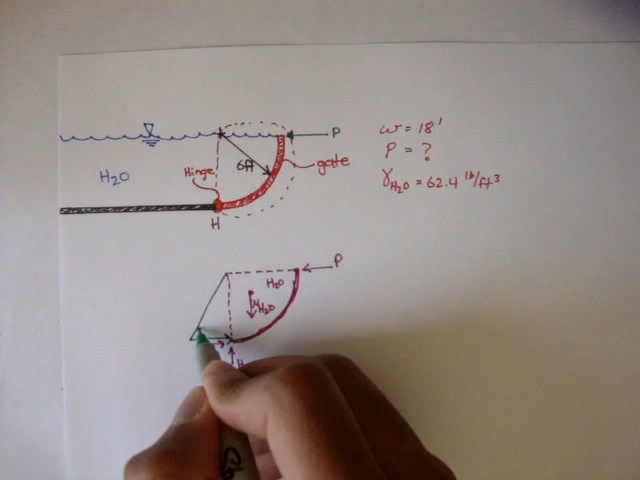 w = 18'
P
P = ?
6ft
gate
Hinge
H₂O
γH₂O = 62.4 lb/ft³
H
P
H₂O
WH₂O
H